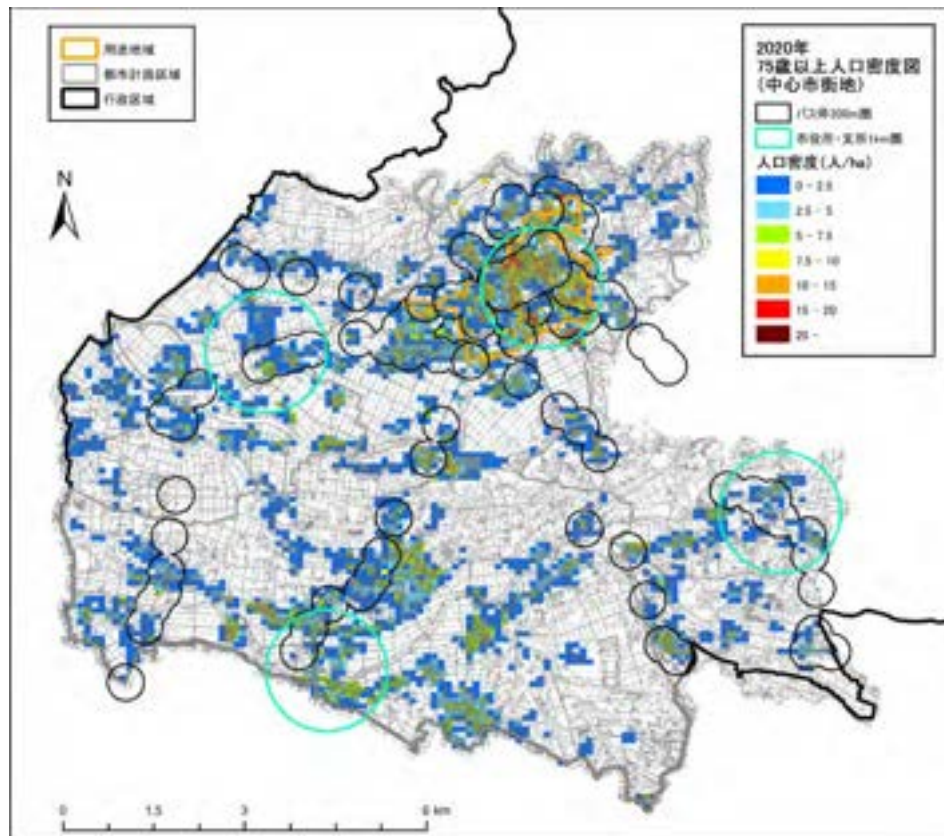 用途地域
都市計画区域
行政区域
N
2020年
75歳以上人口密度図
(中心市街地)
バス停300m圏
市役所・支所1km圏
人口密度(人/ha)
0 - 2.5
2.5 - 5
5 - 7.5
7.5 - 10
10 - 15
15 - 20
20 -
0 1.5 3 6 km